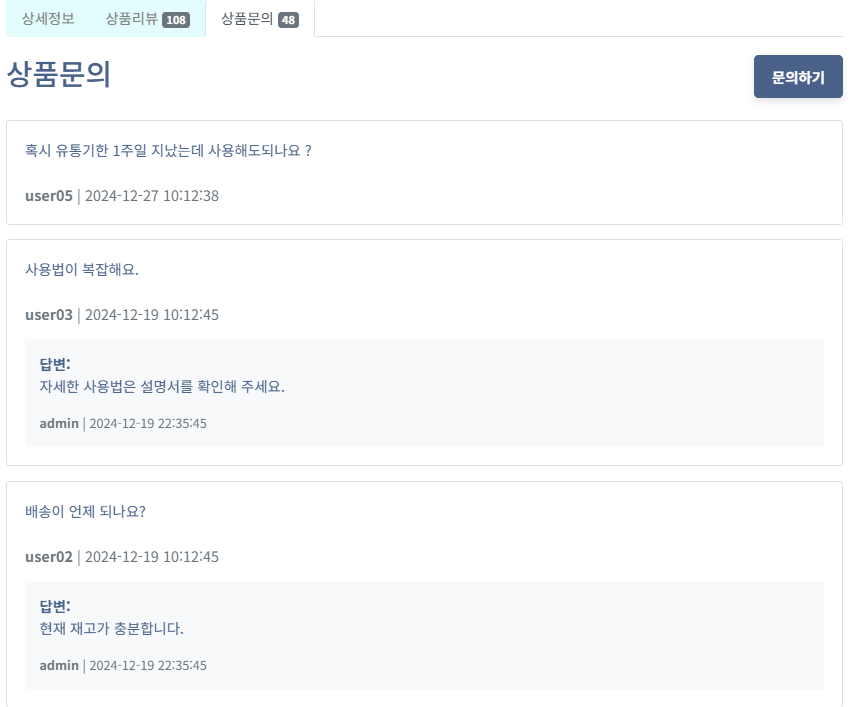 상세정보 상품리뷰 108 상품문의 48
상품문의 문의하기
혹시 유통기한 1주일 지났는데 사용해도되나요 ?
user05 | 2024-12-27 10:12:38
사용법이 복잡해요.
user03 | 2024-12-19 10:12:45
답변:
자세한 사용법은 설명서를 확인해 주세요.
admin | 2024-12-19 22:35:45
배송이 언제 되나요?
user02 | 2024-12-19 10:12:45
답변:
현재 재고가 충분합니다.
admin | 2024-12-19 22:35:45